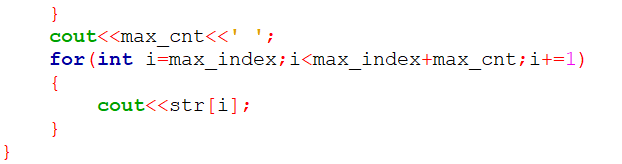 }
cout<<max_cnt<<' ';
for(int i=max_index;i<max_index+max_cnt;i+=1)
{
cout<<str[i];
}
}